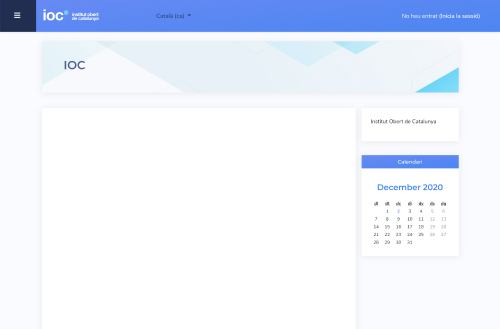 ioc institut obert
de catalunya
Català (ca)
No heu entrat (Inicia la sessió)
IOC
Institut Obert de Catalunya
Calendari
December 2020
dl. dt. dc. dj. dv. ds. dg.
1 2 3 4 5 6
7 8 9 10 11 12 13
14 15 16 17 18 19 20
21 22 23 24 25 26 27
28 29 30 31